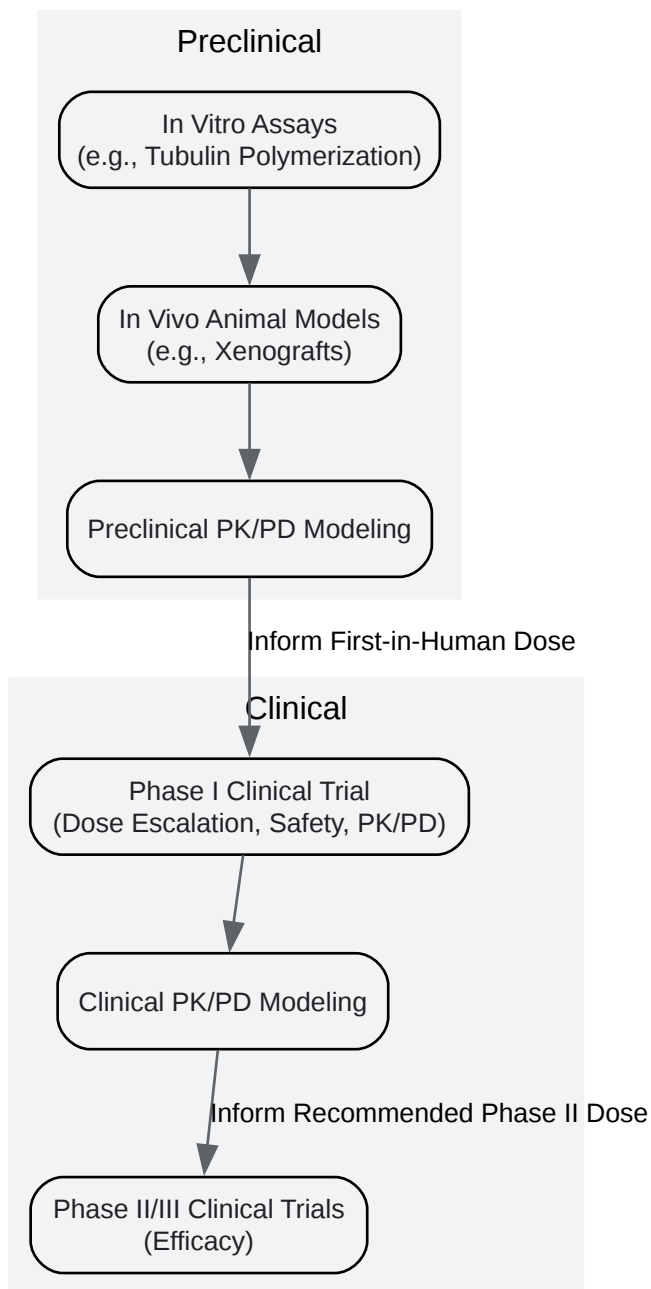 Preclinical
In Vitro Assays
(e.g., Tubulin Polymerization)
In Vivo Animal Models
(e.g., Xenografts)
Preclinical PK/PD Modeling
Inform First-in-Human Dose
Clinical
Phase I Clinical Trial
(Dose Escalation, Safety, PK/PD)
Clinical PK/PD Modeling
Inform Recommended Phase II Dose
Phase II/III Clinical Trials
(Efficacy)